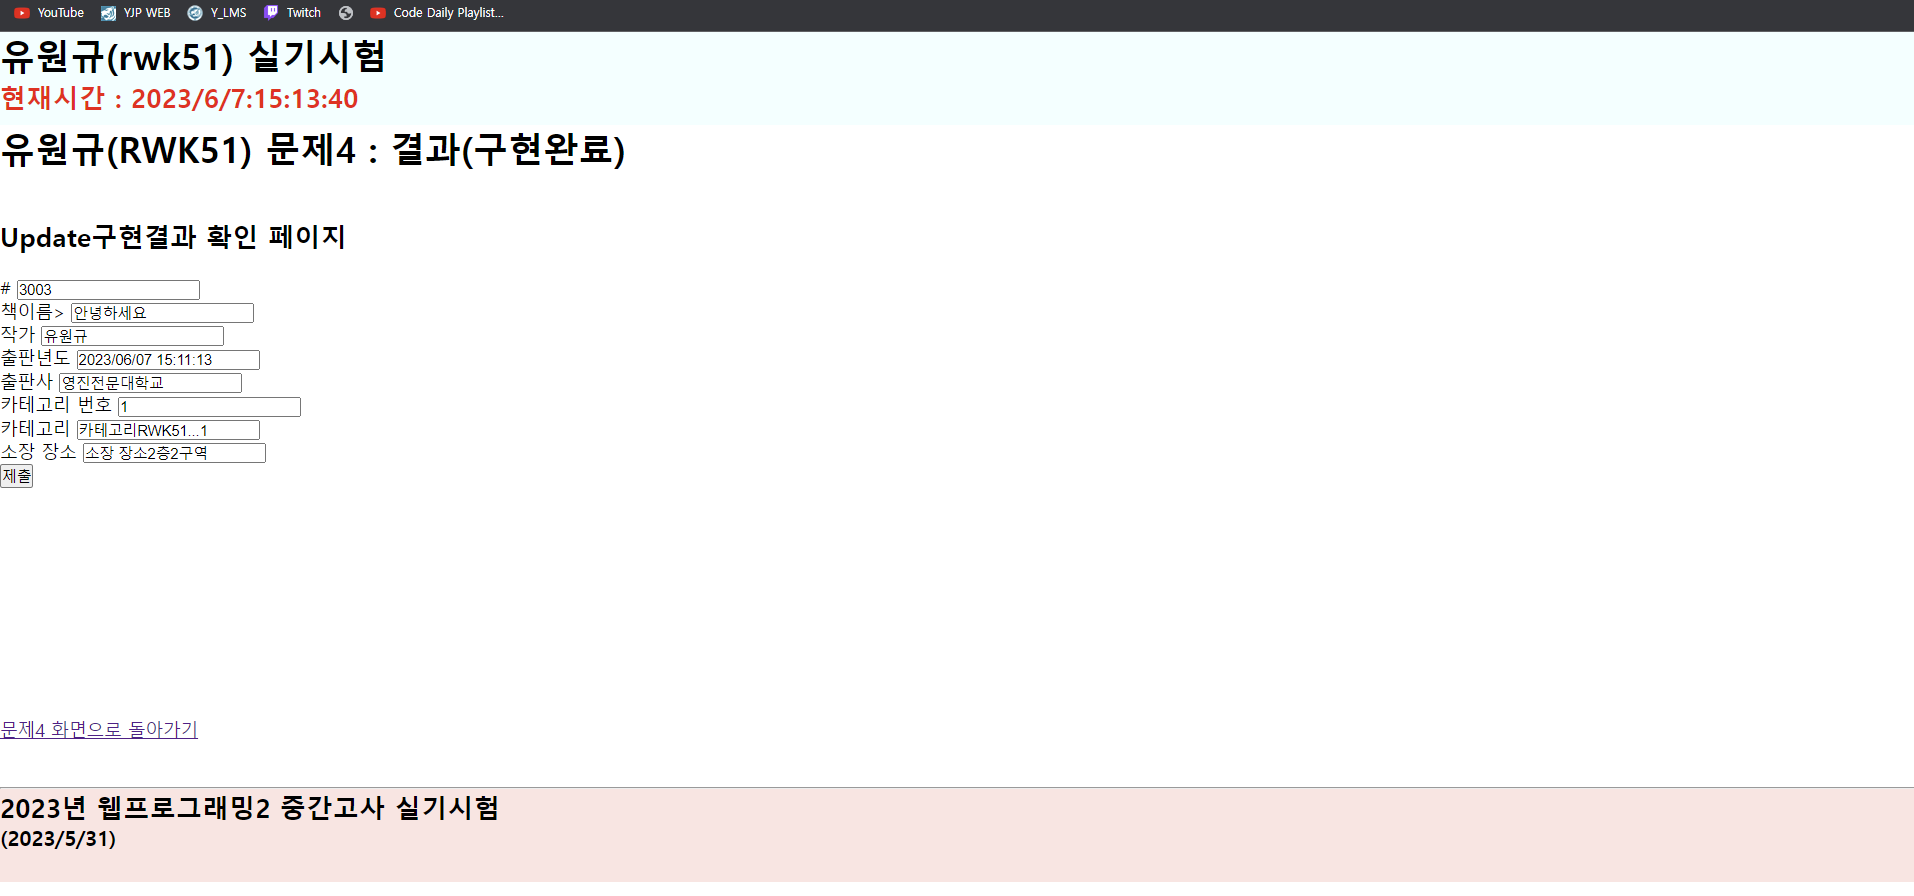 YouTube YJP WEB Y_LMS Twitch Code Daily Playlist...
유원규(rwk51) 실기시험
현재시간 : 2023/6/7:15:13:40
유원규(RWK51) 문제4 : 결과(구현완료)
Update구현결과 확인 페이지
# 3003
책이름> 안녕하세요
작가 유원규
출판년도 2023/06/07 15:11:13
출판사 영진전문대학교
카테고리 번호 1
카테고리 카테고리RWK51...1
소장 장소 소장 장소2층2구역
제출
문제4 화면으로 돌아가기
2023년 웹프로그래밍2 중간고사 실기시험
(2023/5/31)